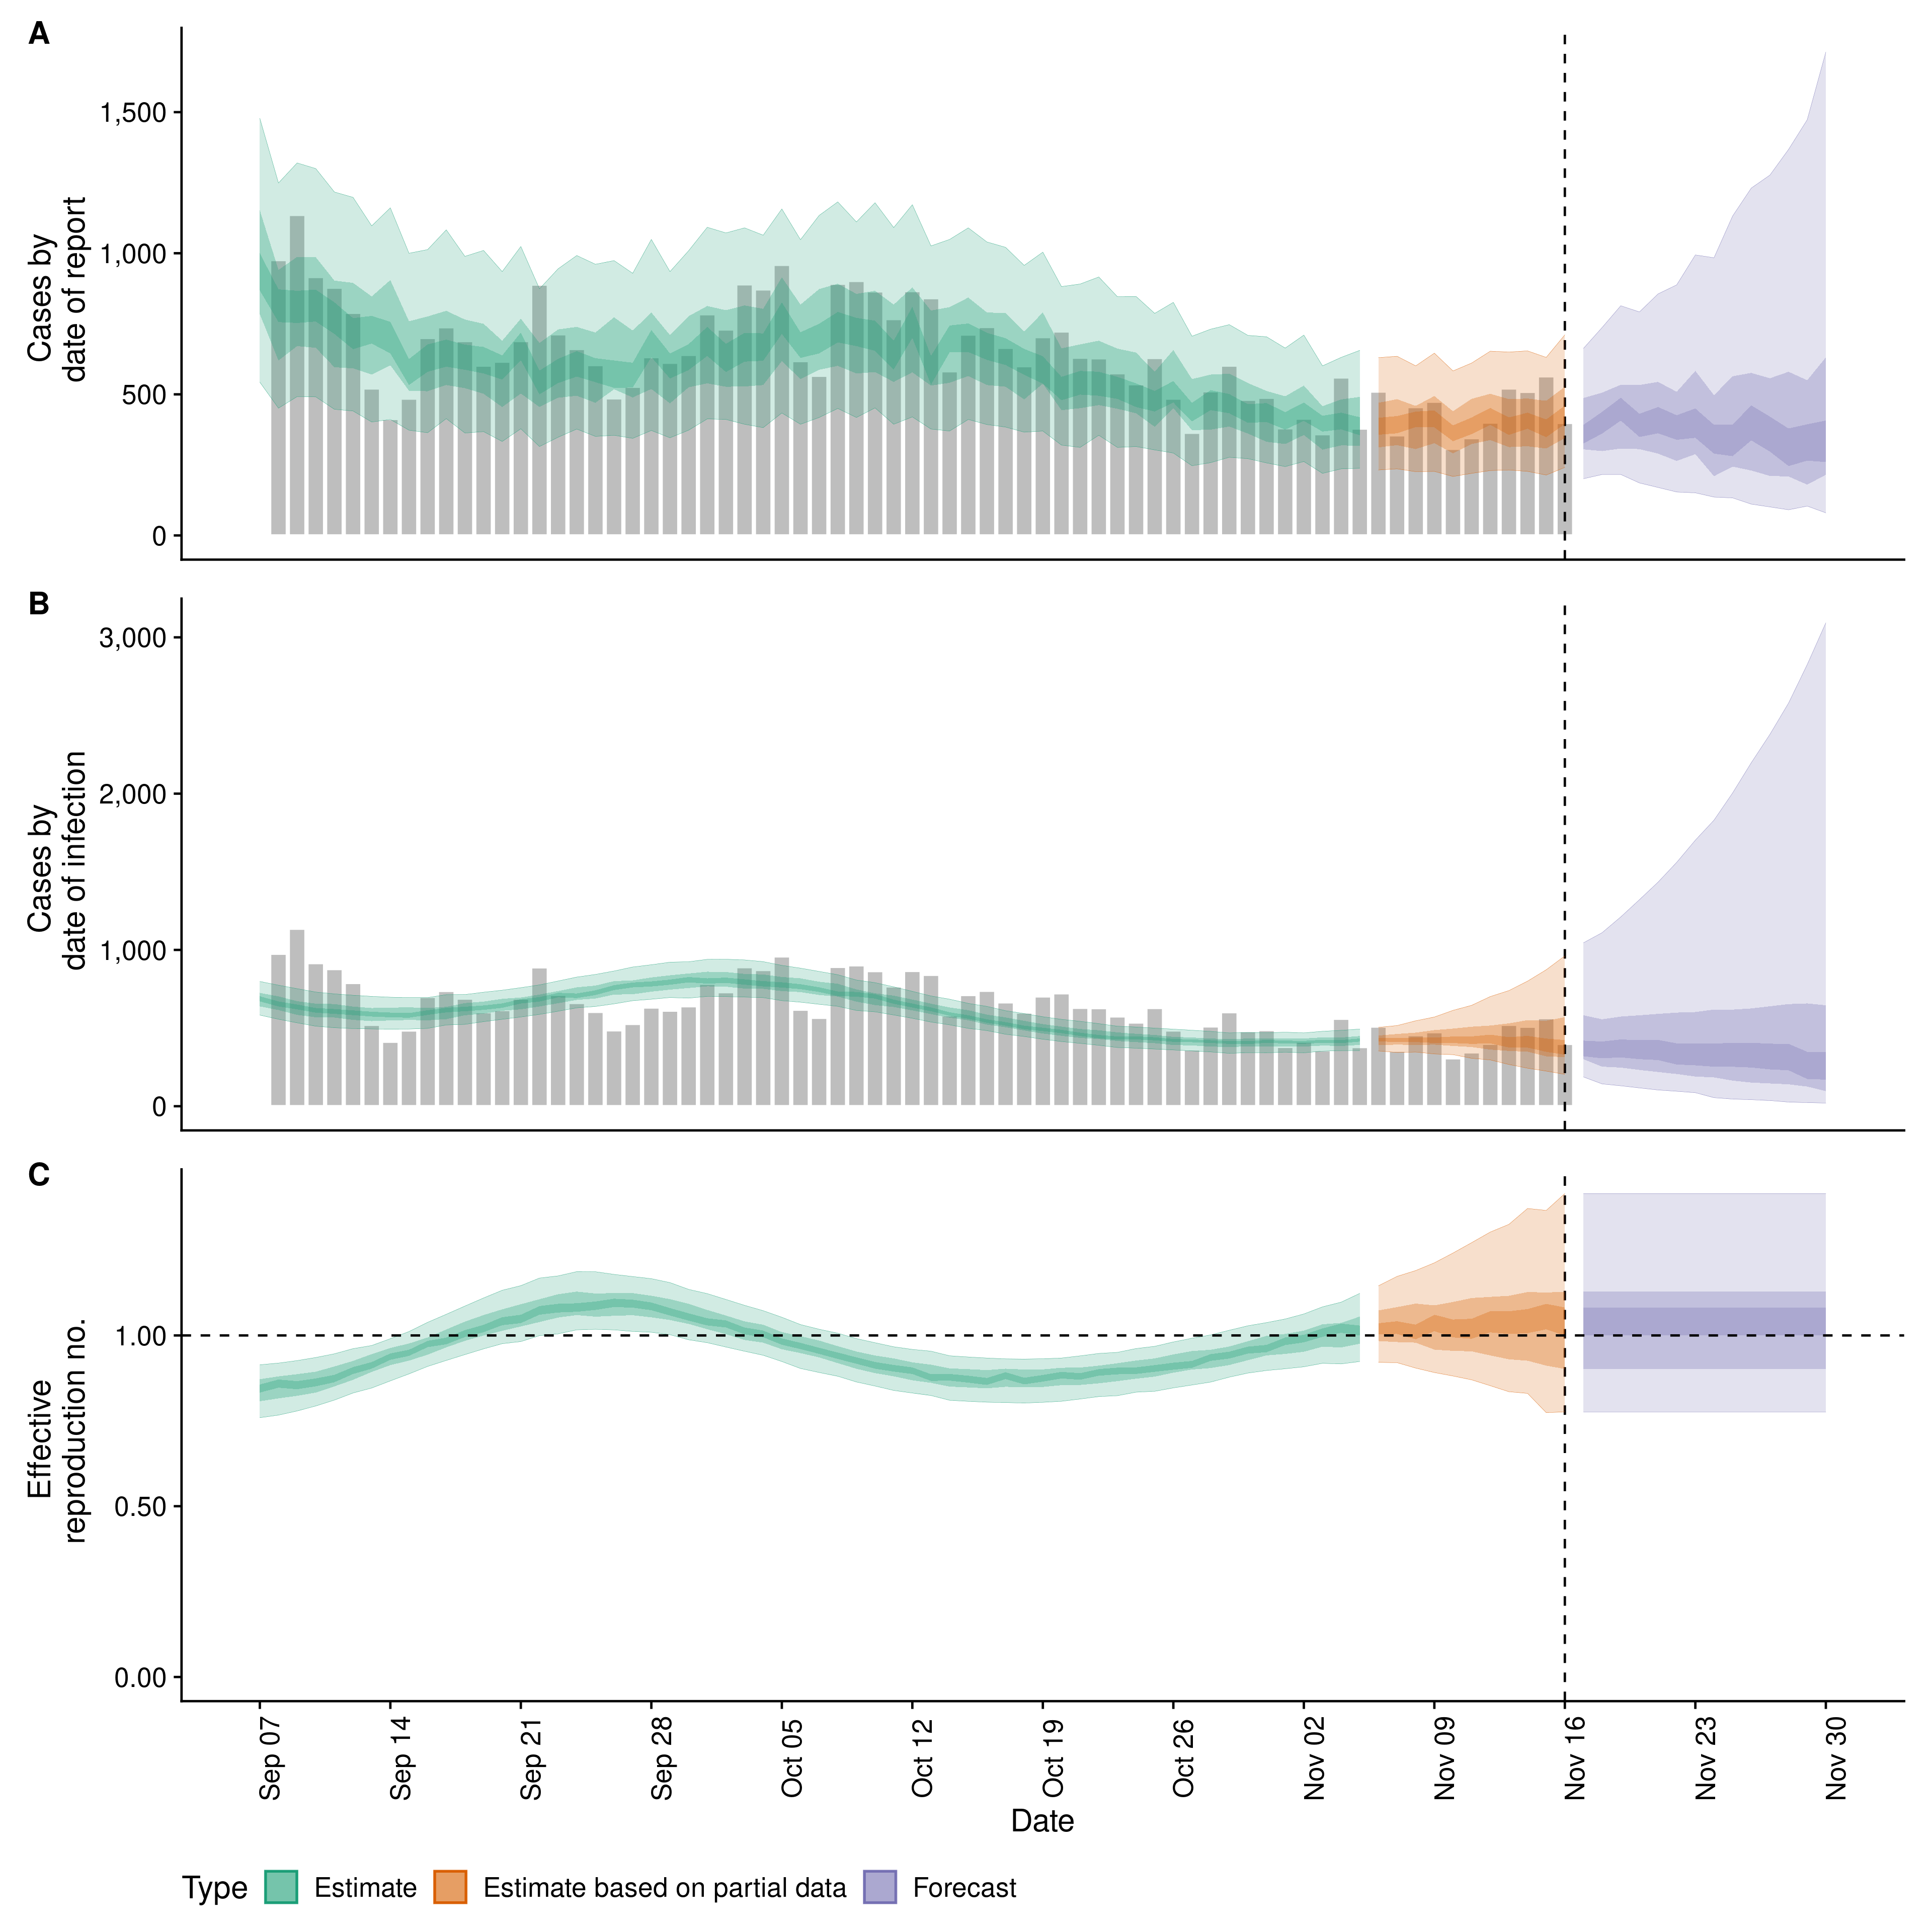 A
Cases by
date of report
1,500
1,000
500
0
B
Cases by
date of infection
3,000
2,000
1,000
0
C
Effective
reproduction no.
1.00
0.50
0.00
Sep 07
Sep 14
Sep 21
Sep 28
Oct 05
Oct 12
Oct 19
Oct 26
Nov 02
Nov 09
Nov 16
Nov 23
Nov 30
Date
Type Estimate Estimate based on partial data Forecast